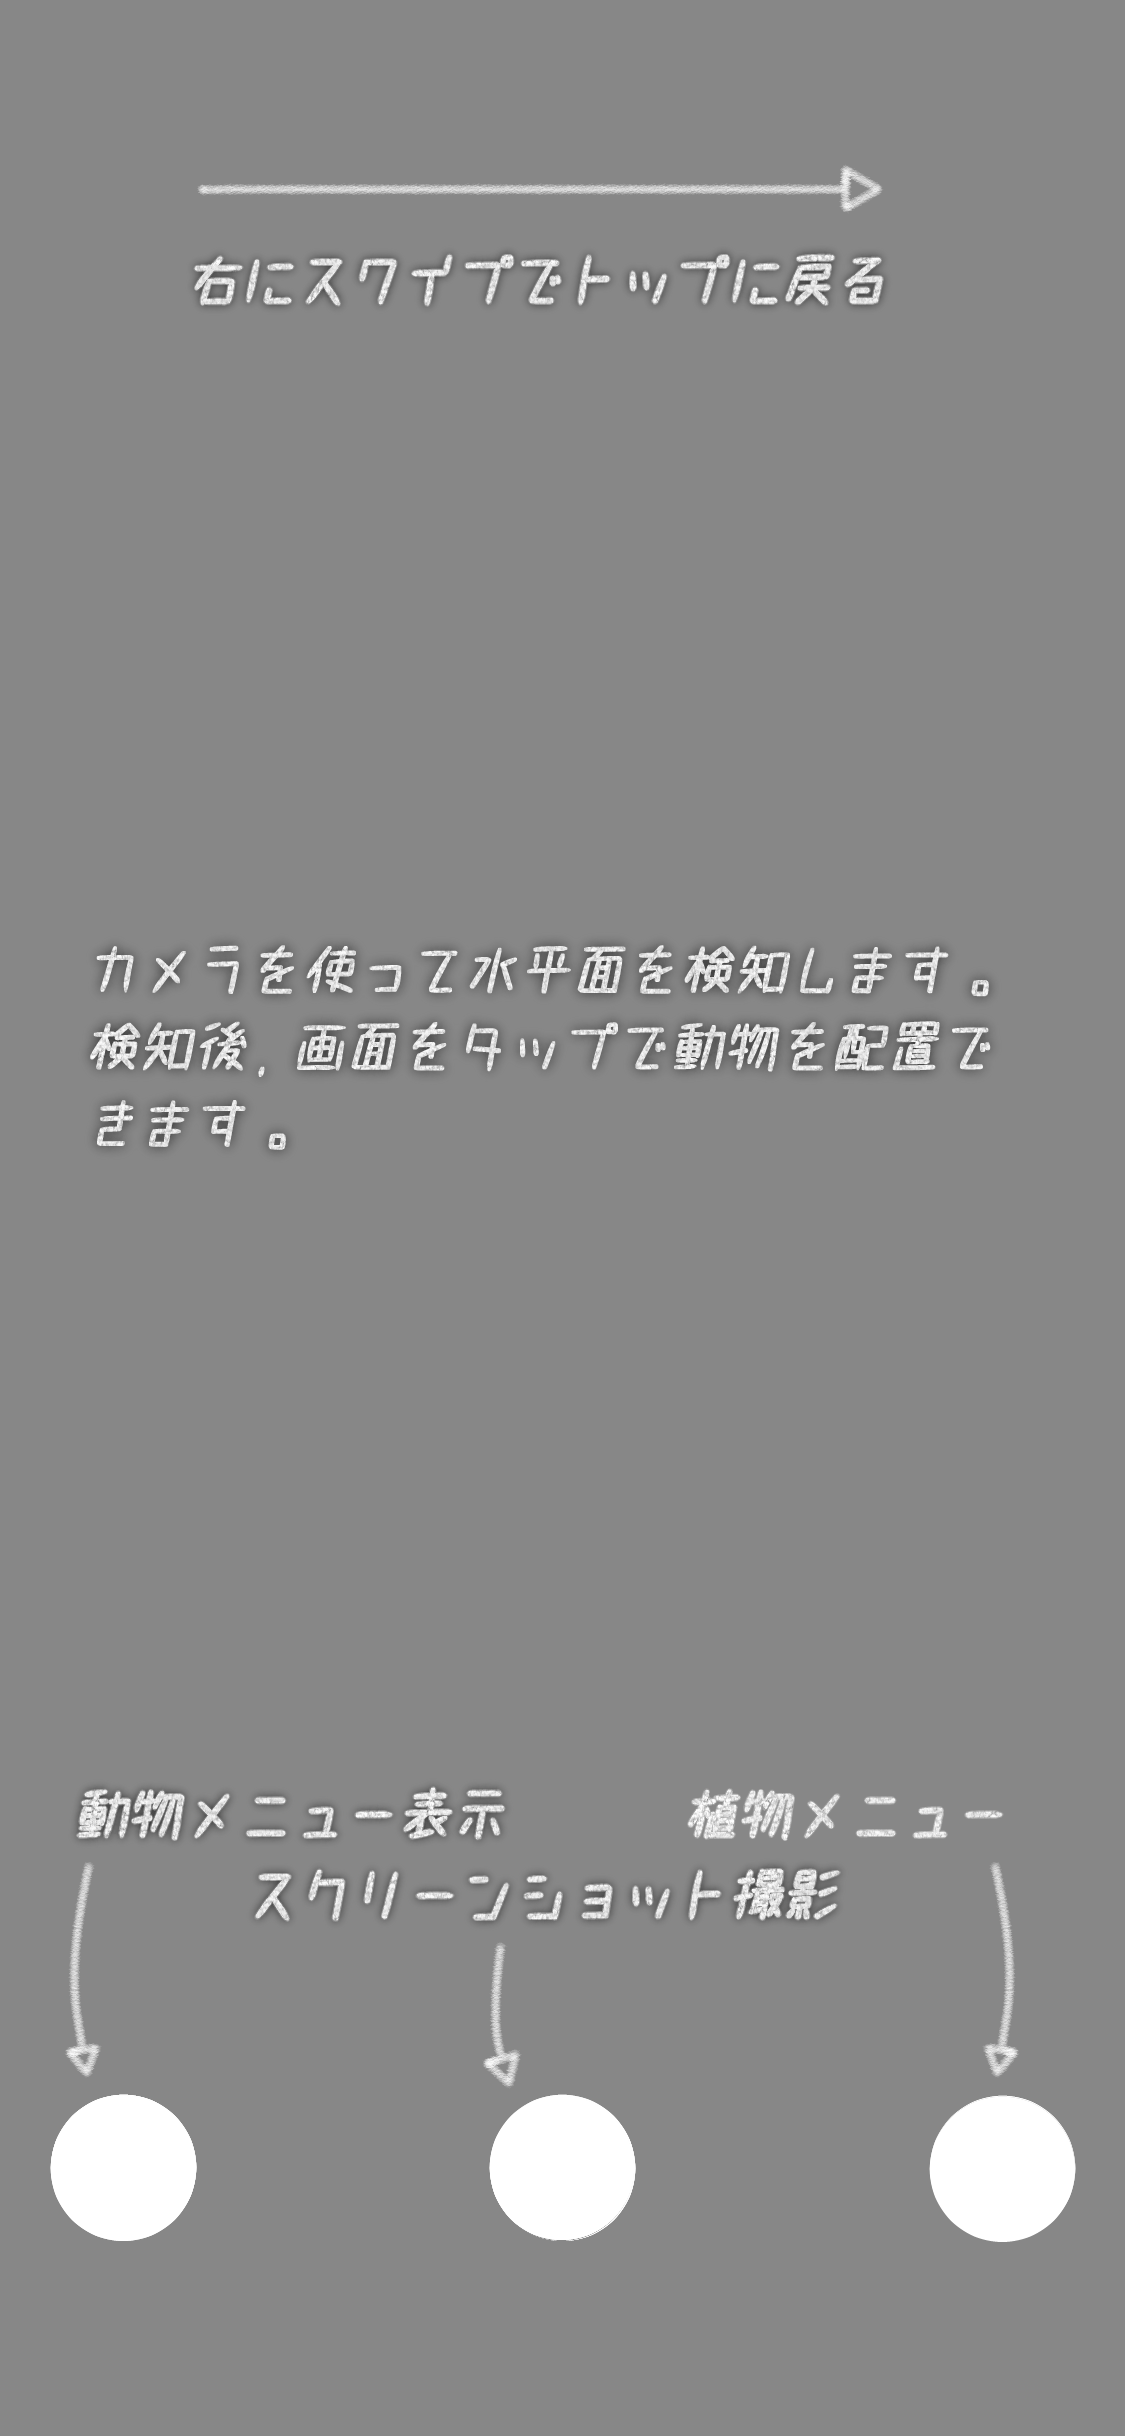 右にスワイプでトップに戻る
カメラを使って水平面を検知します。
検知後,画面をタップで動物を配置で
きます。
動物メニュー表示
植物メニュー
スクリーンショット撮影